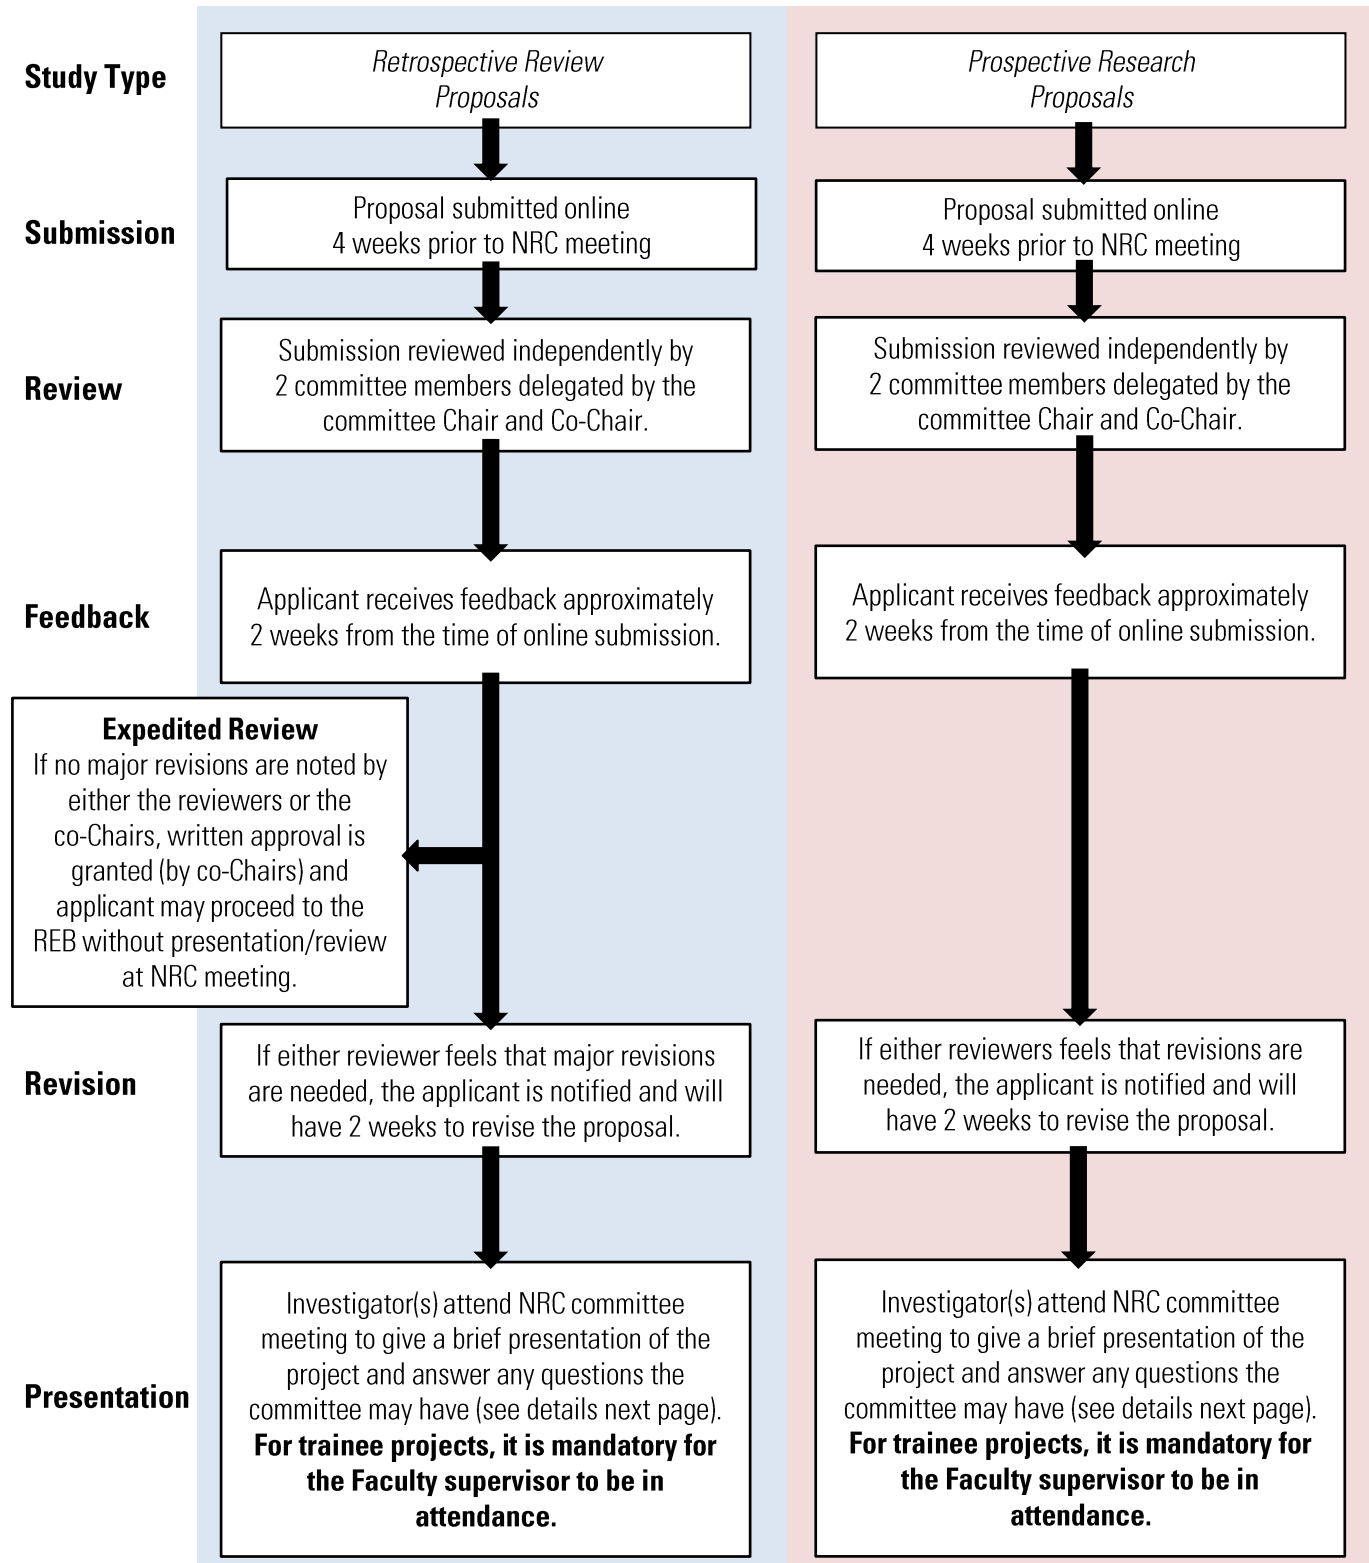 Study Type
Retrospective Review
Proposals
Prospective Research
Proposals
Submission
Proposal submitted online
4 weeks prior to NRC meeting
Proposal submitted online
4 weeks prior to NRC meeting
Review
Submission reviewed independently by
2 committee members delegated by the
committee Chair and Co-Chair.
Submission reviewed independently by
2 committee members delegated by the
committee Chair and Co-Chair.
Feedback
Applicant receives feedback approximately
2 weeks from the time of online submission.
Applicant receives feedback approximately
2 weeks from the time of online submission.
Expedited Review
If no major revisions are noted by
either the reviewers or the
co-Chairs, written approval is
granted (by co-Chairs) and
applicant may proceed to the
REB without presentation/review
at NRC meeting.
Revision
If either reviewer feels that major revisions
are needed, the applicant is notified and will
have 2 weeks to revise the proposal.
If either reviewers feels that revisions are
needed, the applicant is notified and will
have 2 weeks to revise the proposal.
Presentation
Investigator(s) attend NRC committee
meeting to give a brief presentation of the
project and answer any questions the
committee may have (see details next page).
For trainee projects, it is mandatory for
the Faculty supervisor to be in
attendance.
Investigator(s) attend NRC committee
meeting to give a brief presentation of the
project and answer any questions the
committee may have (see details next page).
For trainee projects, it is mandatory for
the Faculty supervisor to be in
attendance.